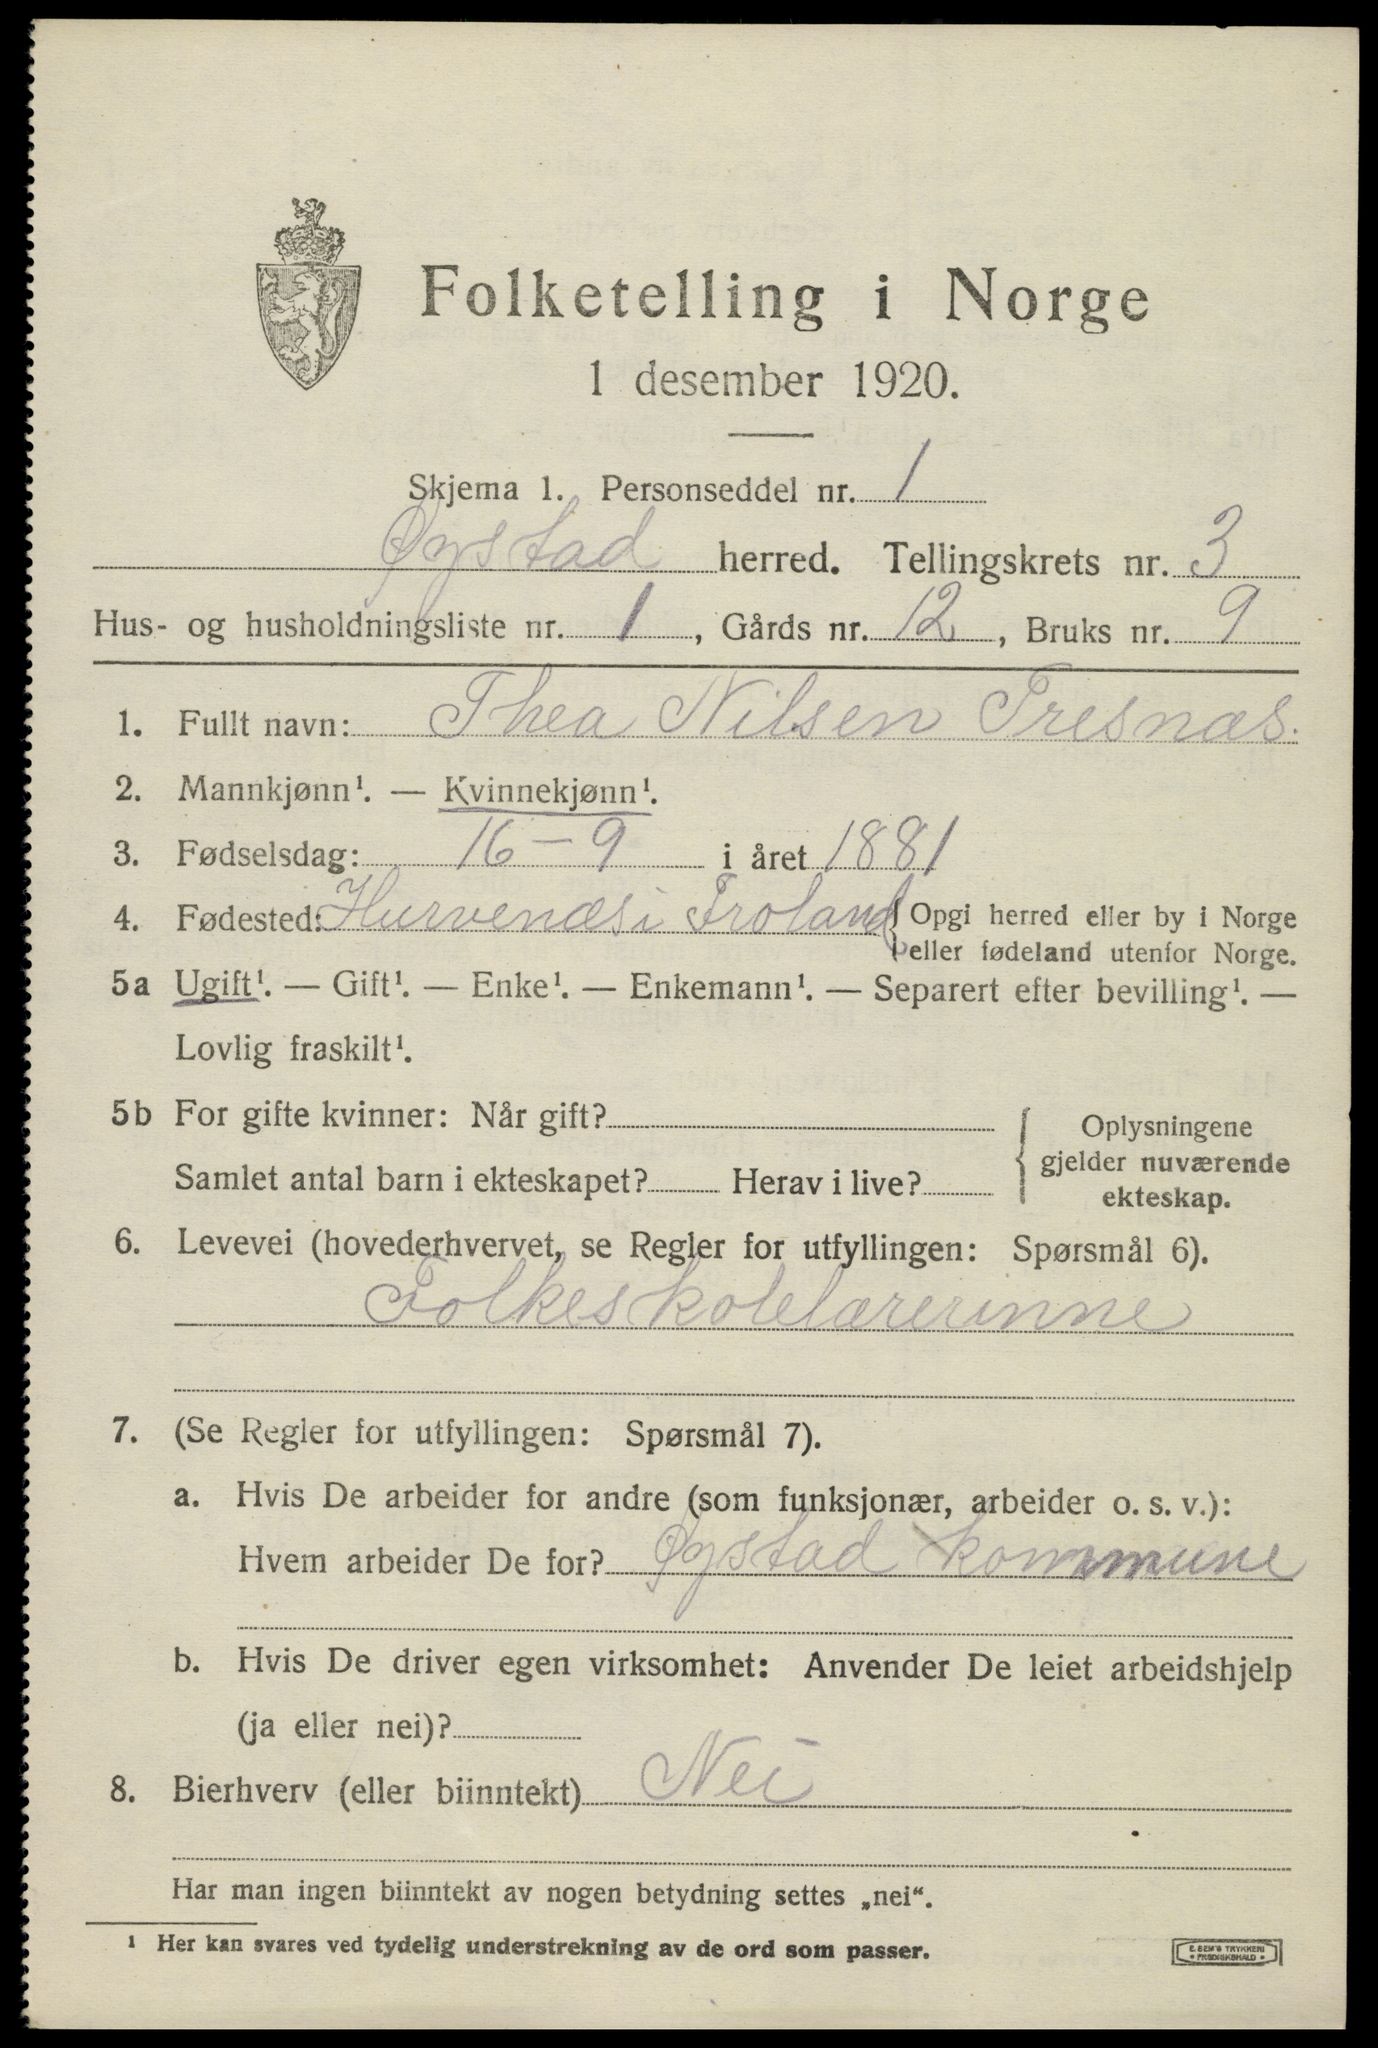 Folketelling i Norge
1 desember 1920.
Skjema 1. Personseddel nr. 1
Øystad herred. Tellingskrets nr. 3
Hus- og husholdningsliste nr. 1, Gårds nr. 12, Bruks nr. 9
1. Fullt navn: Thea Nilsen Tresnæs.
2. Mannkjønn¹. — Kvinnekjønn¹.
3. Fødselsdag: 16 – 9 i året 1881
4. Fødested: Hurvenæs i Froland { Opgi herred eller by i Norge
eller fødeland utenfor Norge.
5a Ugift¹. — Gift¹. — Enke¹. — Enkemann¹. — Separert efter bevilling¹. —
Lovlig fraskilt¹.
5b For gifte kvinner: Når gift?
Samlet antal barn i ekteskapet? Herav i live?
Oplysningene
gjelder nuværende
ekteskap.
6. Levevei (hovederhvervet, se Regler for utfyllingen: Spørsmål 6).
Folkeskolelærerinne
7. (Se Regler for utfyllingen: Spørsmål 7).
a. Hvis De arbeider for andre (som funksjonær, arbeider o. s. v.):
Hvem arbeider De for? Øystad kommune
b. Hvis De driver egen virksomhet: Anvender De leiet arbeidshjelp
(ja eller nei)?
8. Bierhverv (eller biinntekt) Nei
Har man ingen biinntekt av nogen betydning settes „nei“.
¹ Her kan svares ved tydelig understrekning av de ord som passer.
E. SEM'S TRYKKERI
• FREDRIKSHALD •